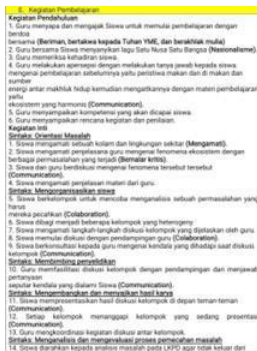 E. Kegiatan Pembelajaran
Kegiatan Pendahuluan
1. Guru menyapa dan mengajak Siswa untuk memulai pembelajaran dengan
berdoa
bersama (Beriman, bertakwa kepada Tuhan YME, dan berakhlak mulia)
2. Guru bersama Siswa menyanyikan lagu Satu Nusa Satu Bangsa (Nasionalisme).
3. Guru memeriksa kehadiran siswa.
4. Guru melakukan apersepsi dengan melakukan tanya jawab kepada siswa
mengenai pembelajaran sebelumnya yaitu peristiwa makan dan di makan dan
sumber
energi antar makhluk hidup kemudian mengaitkannya dengan materi pembelajaran
yaitu
ekosistem yang harmonis (Communication).
5. Guru menyampaikan kompetensi yang akan dicapai siswa.
6. Guru menyampaikan rencana kegiatan dan penilaian.
Kegiatan Inti
Sintaks: Orientasi Masalah
1. Siswa mengamati sebuah kolam dan lingkungan sekitar (Mengamati).
2. Siswa mengamati penjelasana guru mengenai fenomena ekosistem dengan
berbagai permasalahan yang terjadi (Bernalar kritis).
3. Siswa dan guru berdiskusi mengenai fenomena tersebut tersebut
(Communication).
4. Siswa mengamati penjelasan materi dari guru.
Sintaks: Mengorganisasikan siswa
5. Siswa berkelompok untuk mencoba menganalisis sebuah permasalahan yang
harus
mereka pecahkan (Colaboration).
6. Siswa dibagi menjadi beberapa kelompok yang heterogeny
7. Siswa mengamati langkah-langkah diskusi kelompok yang dijelaskan oleh guru.
8. Siswa memulai diskusi dengan pendampingan guru (Colaboration).
9. Siswa berkonsultasi kepada guru mengenai kendala yang dihadapi saat diskusi
kelompok (Communication).
Sintaks: Membimbing penyelidikan
10. Guru memfasilitasi diskusi kelompok dengan pendampingan dan menjawab
pertanyaan
seputar kendala yang dialami Siswa (Communication).
Sintaks: Mengembangkan dan menyajikan hasil karya
11. Siswa mempresentasikan hasil diskusi kelompok di depan teman-teman
(Communication).
12. Setiap kelompok menanggapi kelompok yang sedang presentasi
(Communication).
13. Guru mengkoordinasi kegiatan diskusi antar kelompok.
Sintaks: Menganalisis dan mengevaluasi proses pemecahan masalah
14. Siswa diarahkan kepada analisis masalah pada LKPD agar tidak keluar dari